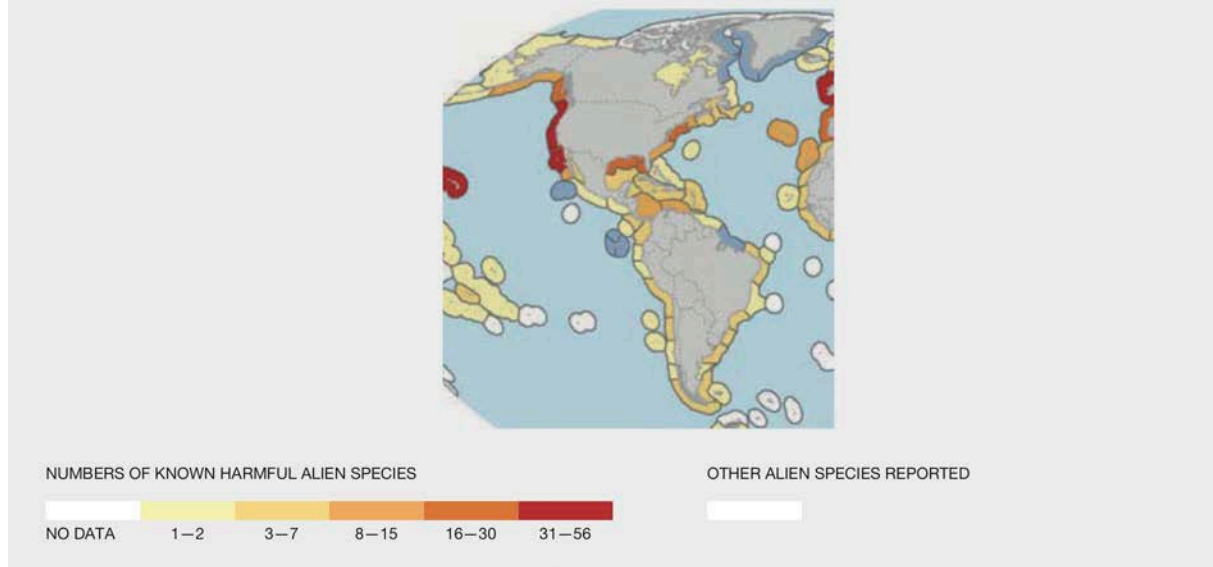 NUMBERS OF KNOWN HARMFUL ALIEN SPECIES
OTHER ALIEN SPECIES REPORTED
NO DATA
1—2
3—7
8—15
16—30
31—56